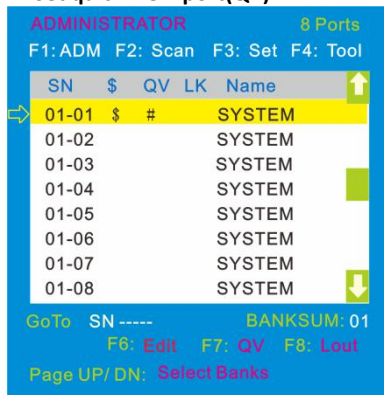 ADMINISTRATOR 8 Ports
F1: ADM F2: Scan F3: Set F4: Tool
SN $ QV LK Name
01-01 $ # SYSTEM
01-02 SYSTEM
01-03 SYSTEM
01-04 SYSTEM
01-05 SYSTEM
01-06 SYSTEM
01-07 SYSTEM
01-08 SYSTEM
GoTo SN ----- BANKSUM: 01
F6: Edit F7: QV F8: Lout
Page UP/ DN: Select Banks